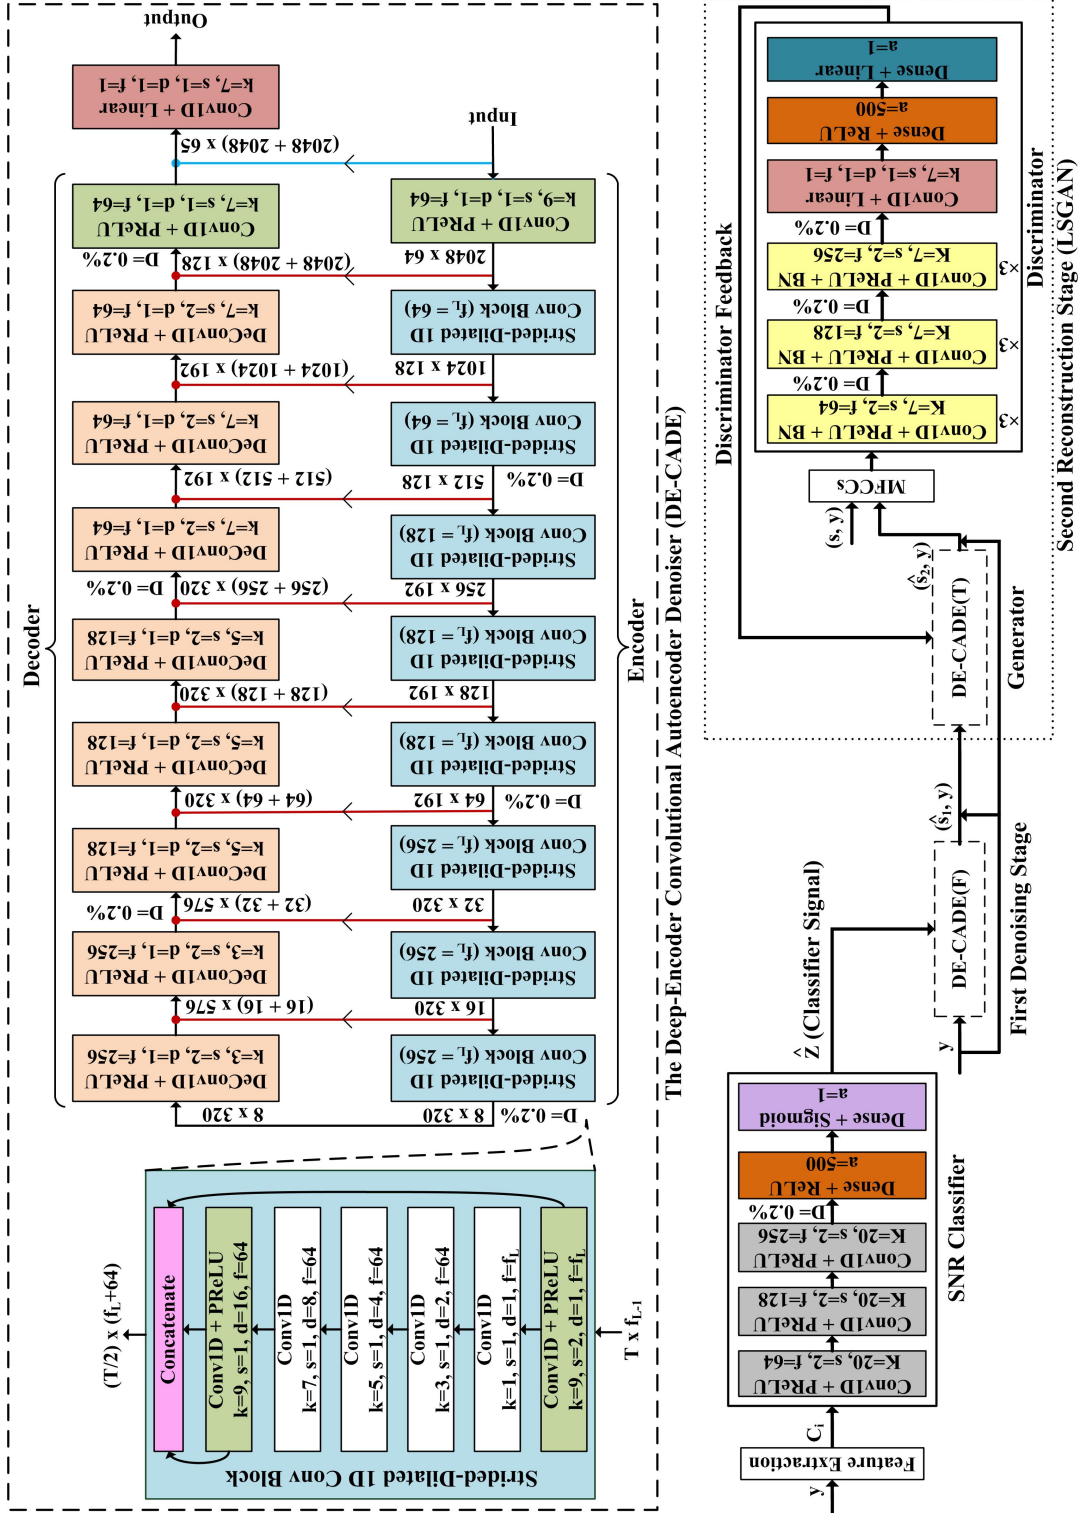 Output
Conv1D + Linear
k=7, s=1, d=1, f=1
(2048 + 2048) x 65
Input
Decoder
Conv1D + PReLU
k=7, s=1, d=1, f=64
D= 0.2%
(2048 + 2048) x 128
DeConv1D + PReLU
k=7, s=2, d=1, f=64
(1024 + 1024) x 192
DeConv1D + PReLU
k=7, s=2, d=1, f=64
(512 + 512) x 192
DeConv1D + PReLU
k=7, s=2, d=1, f=64
D= 0.2%
(256 + 256) x 320
DeConv1D + PReLU
k=5, s=2, d=1, f=128
(128 + 128) x 320
DeConv1D + PReLU
k=5, s=2, d=1, f=128
(64 + 64) x 320
DeConv1D + PReLU
k=5, s=2, d=1, f=128
D= 0.2%
(32 + 32) x 576
DeConv1D + PReLU
k=3, s=2, d=1, f=256
(16 + 16) x 576
DeConv1D + PReLU
k=3, s=2, d=1, f=256
8 x 320
Encoder
Conv1D + PReLU
k=9, s=1, d=1, f=64
2048 x 64
Strided-Dilated 1D
Conv Block (fL = 64)
1024 x 128
Strided-Dilated 1D
Conv Block (fL = 64)
512 x 128
D= 0.2%
Strided-Dilated 1D
Conv Block (fL = 128)
256 x 192
Strided-Dilated 1D
Conv Block (fL = 128)
128 x 192
Strided-Dilated 1D
Conv Block (fL = 128)
64 x 192
D= 0.2%
Strided-Dilated 1D
Conv Block (fL = 256)
32 x 320
Strided-Dilated 1D
Conv Block (fL = 256)
16 x 320
Strided-Dilated 1D
Conv Block (fL = 256)
8 x 320
D= 0.2%
The Deep-Encoder Convolutional Autoencoder Denoiser (DE-CADE)
(T/2) x (fL+64)
Concatenate
Conv1D + PReLU
k=9, s=1, d=16, f=64
Conv1D
k=7, s=1, d=8, f=64
Conv1D
k=5, s=1, d=4, f=64
Conv1D
k=3, s=1, d=2, f=64
Conv1D
k=1, s=1, d=1, f=fL
Conv1D + PReLU
k=9, s=2, d=1, f=fL
T x fL-1
Strided-Dilated 1D Conv Block
y
Feature Extraction
Ci
Conv1D + PReLU
K=20, s=2, f=64
Conv1D + PReLU
K=20, s=2, f=128
Conv1D + PReLU
K=20, s=2, f=256
D= 0.2%
Dense + ReLU
a=500
Dense + Sigmoid
a=1
SNR Classifier
Ẑ (Classifier Signal)
y
DE-CADE(F)
First Denoising Stage
(ŝ1, y)
DE-CADE(T)
Generator
(ŝ2, y)
(s, y)
MFCCs
Discriminator Feedback
Conv1D + PReLU + BN
K=7, s=2, f=64
×3
D= 0.2%
Conv1D + PReLU + BN
K=7, s=2, f=128
×3
D= 0.2%
Conv1D + PReLU + BN
K=7, s=2, f=256
×3
D= 0.2%
Conv1D + Linear
k=7, s=1, d=1, f=1
Dense + ReLU
a=500
Dense + Linear
a=1
Discriminator
Second Reconstruction Stage (LSGAN)